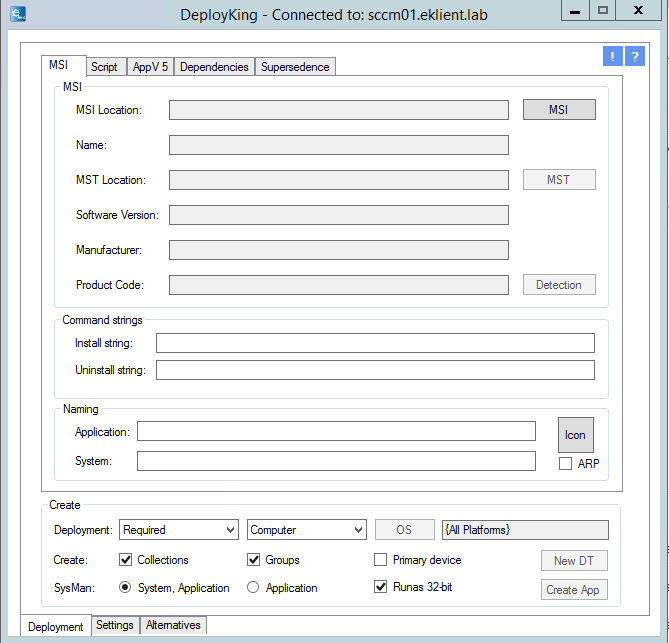 DeployKing - Connected to: sccm01.eklient.lab
! ?
MSI Script AppV 5 Dependencies Supersedence
MSI
MSI Location: MSI
Name:
MST Location: MST
Software Version:
Manufacturer:
Product Code: Detection
Command strings
Install string:
Uninstall string:
Naming
Application: Icon
System: ARP
Create
Deployment: Required Computer OS {All Platforms}
Create: Collections Groups Primary device New DT
SysMan: System, Application Application Runas 32-bit Create App
Deployment Settings Alternatives